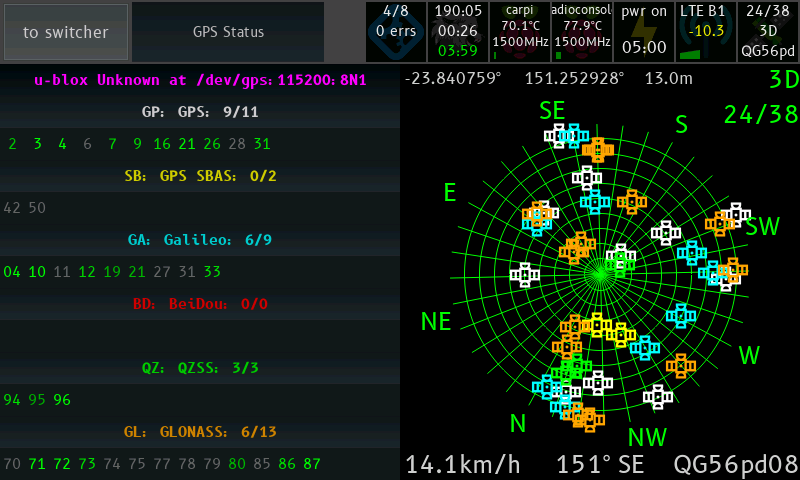 to switcher
GPS Status
4/8
0 errs
190:05
00:26
03:59
carpi
70.1°C
1500MHz
adioconsol
77.9°C
1500MHz
pwr on
05:00
LTE B1
-10.3
24/38
3D
QG56pd
u-blox Unknown at /dev/gps:115200:8N1
GP: GPS: 9/11
2 3 4 6 7 9 16 21 26 28 31
SB: GPS SBAS: 0/2
42 50
GA: Galileo: 6/9
04 10 11 12 19 21 27 31 33
BD: BeiDou: 0/0
QZ: QZSS: 3/3
94 95 96
GL: GLONASS: 6/13
70 71 72 73 74 75 77 78 79 80 85 86 87
-23.840759° 151.252928° 13.0m
3D
24/38
SE
S
E
SW
NE
W
N
NW
14.1km/h 151° SE QG56pd08